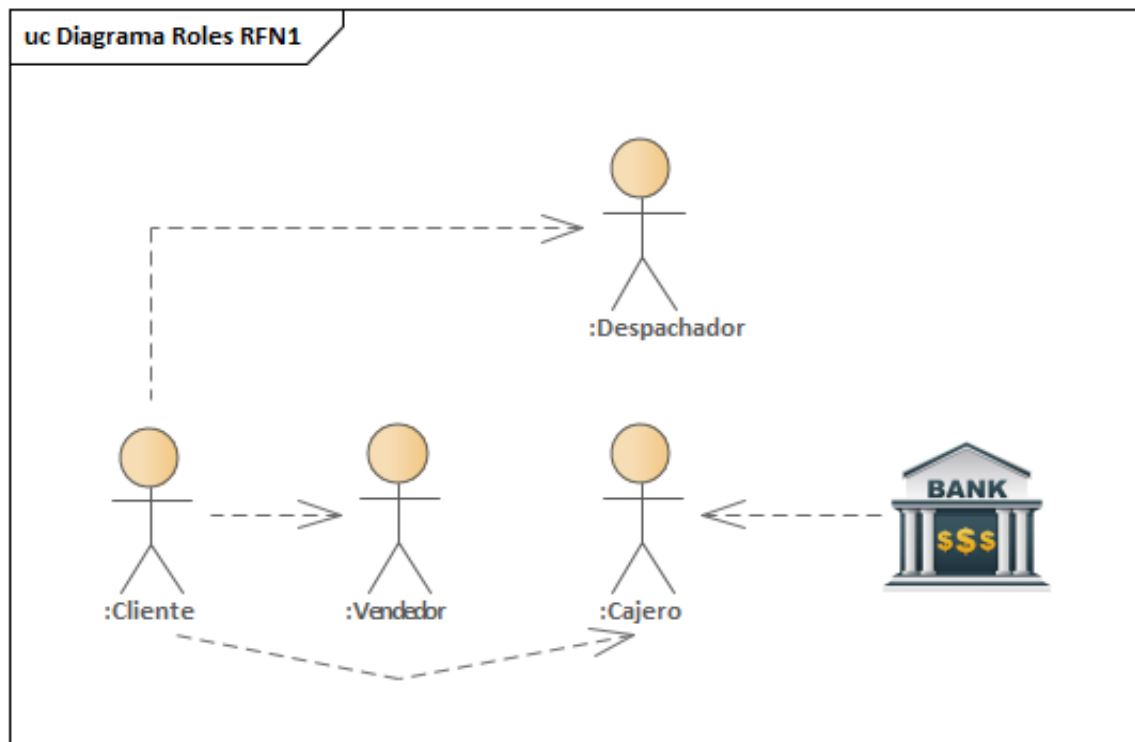 uc Diagrama Roles RFN1
:Despachador
BANK
$$$
:Cliente
:Vendedor
:Cajero